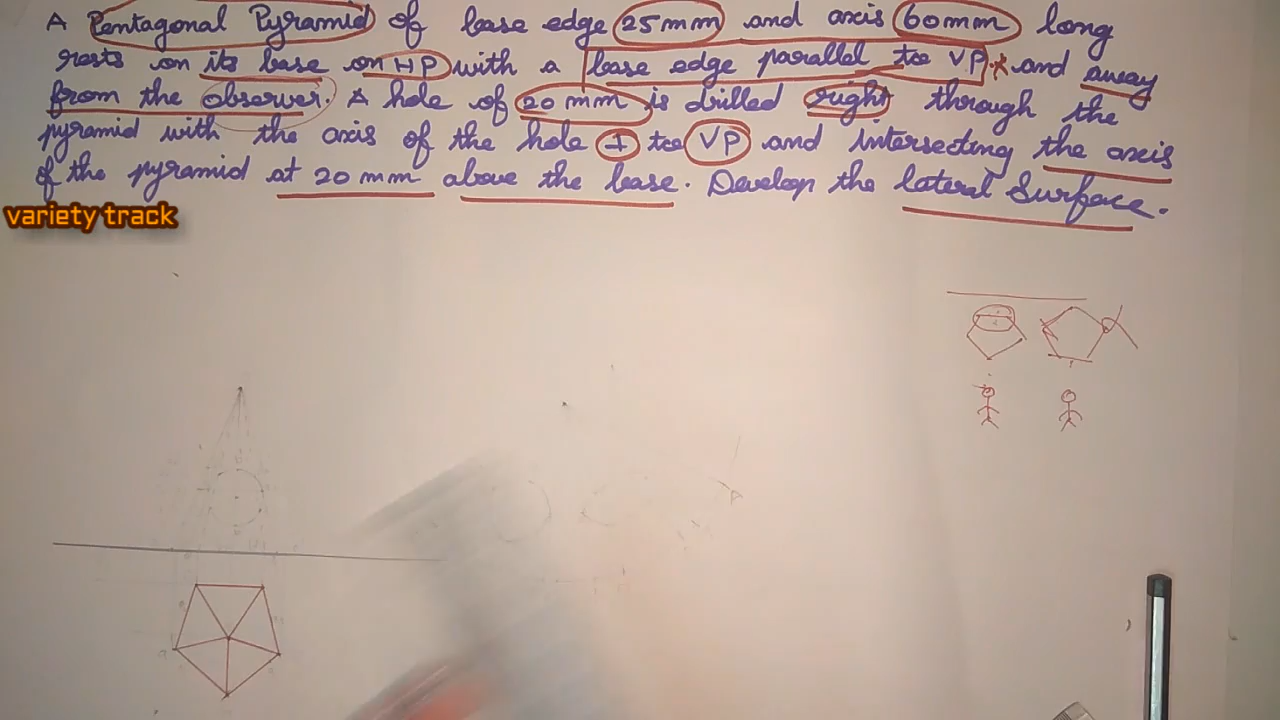 A Pentagonal Pyramid of base edge 25mm and axis 60mm long
rests on its base on HP with a base edge parallel to VP and away
from the observer. A hole of 20 mm is drilled right through the
pyramid with the axis of the hole ⊥ to VP and intersecting the axis
of the pyramid at 20 mm above the base. Develop the lateral Surface.
variety track